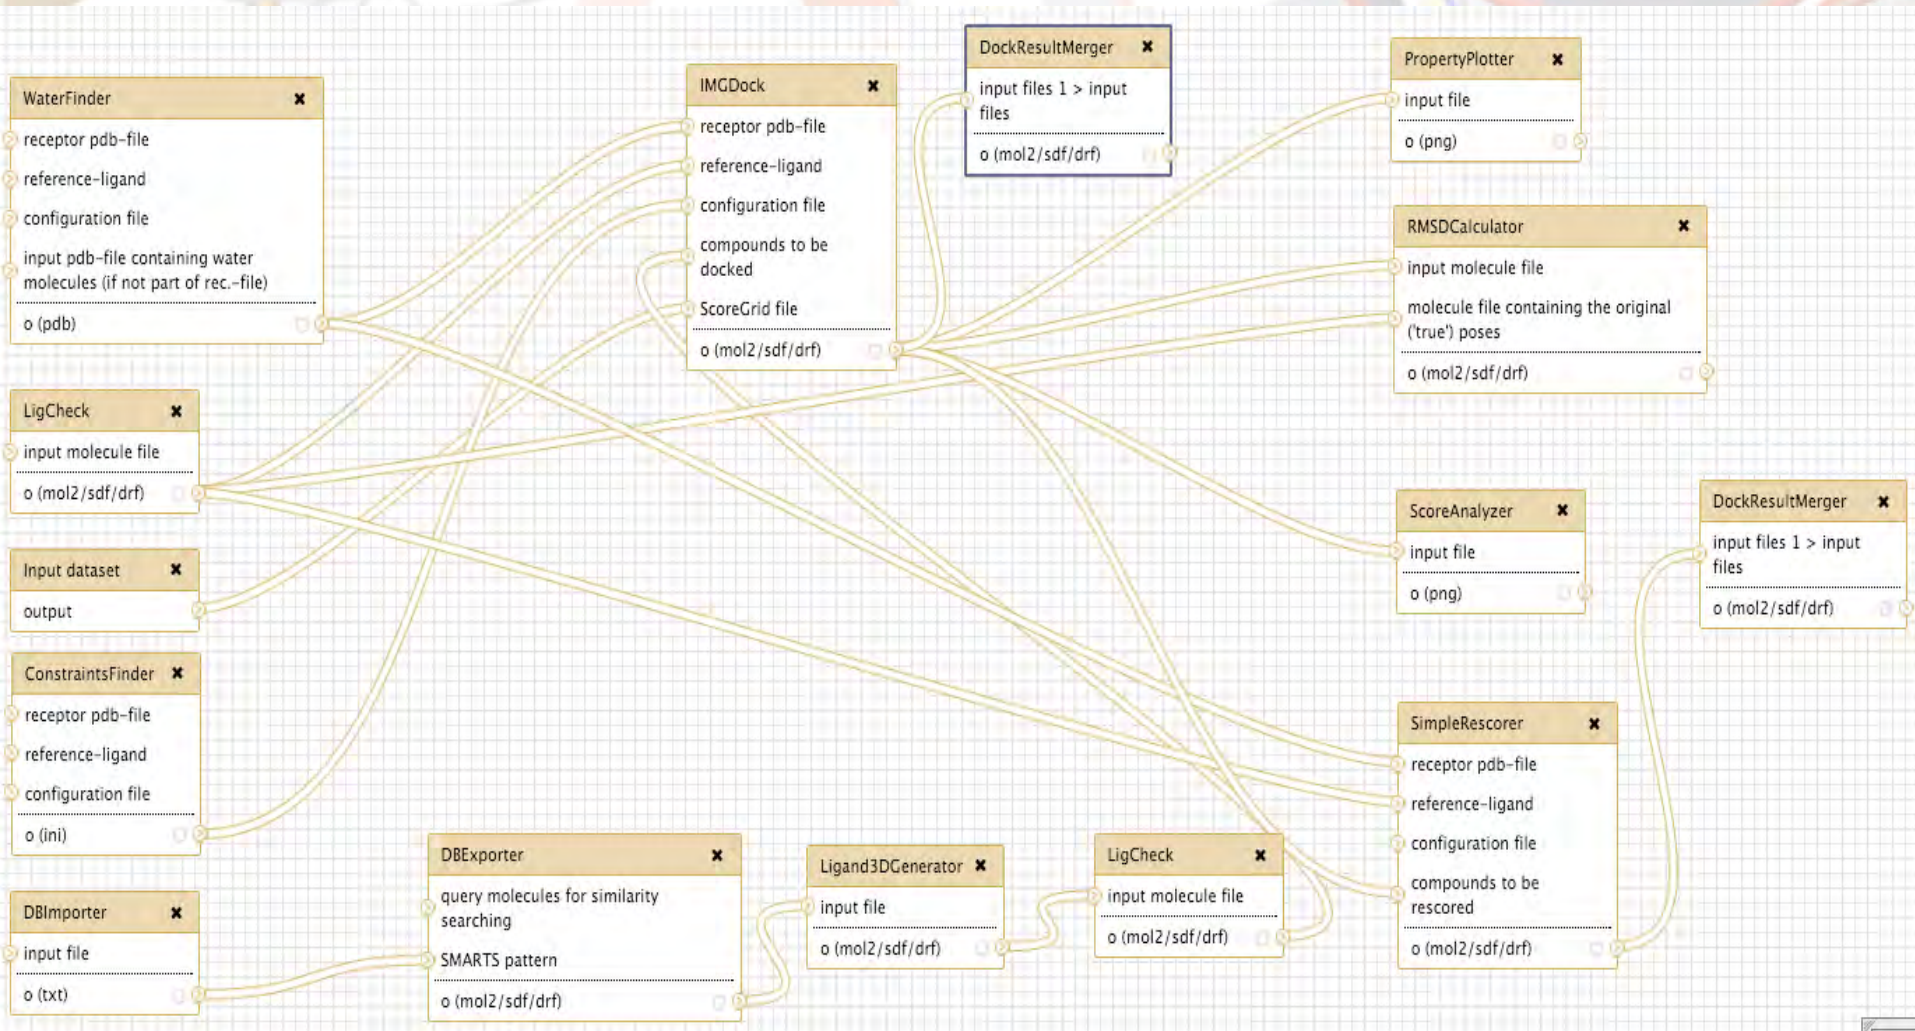 WaterFinder
receptor pdb-file
reference-ligand
configuration file
input pdb-file containing water
molecules (if not part of rec.-file)
o (pdb)
LigCheck
input molecule file
o (mol2/sdf/drf)
Input dataset
output
ConstraintsFinder
receptor pdb-file
reference-ligand
configuration file
o (ini)
DBImporter
input file
o (txt)
DBExporter
query molecules for similarity
searching
SMARTS pattern
o (mol2/sdf/drf)
Ligand3DGenerator
input file
o (mol2/sdf/drf)
LigCheck
input molecule file
o (mol2/sdf/drf)
IMGDock
receptor pdb-file
reference-ligand
configuration file
compounds to be
docked
ScoreGrid file
o (mol2/sdf/drf)
DockResultMerger
input files 1 > input
files
o (mol2/sdf/drf)
PropertyPlotter
input file
o (png)
RMSDCalculator
input molecule file
molecule file containing the original
('true') poses
o (mol2/sdf/drf)
ScoreAnalyzer
input file
o (png)
DockResultMerger
input files 1 > input
files
o (mol2/sdf/drf)
SimpleRescorer
receptor pdb-file
reference-ligand
configuration file
compounds to be
rescored
o (mol2/sdf/drf)